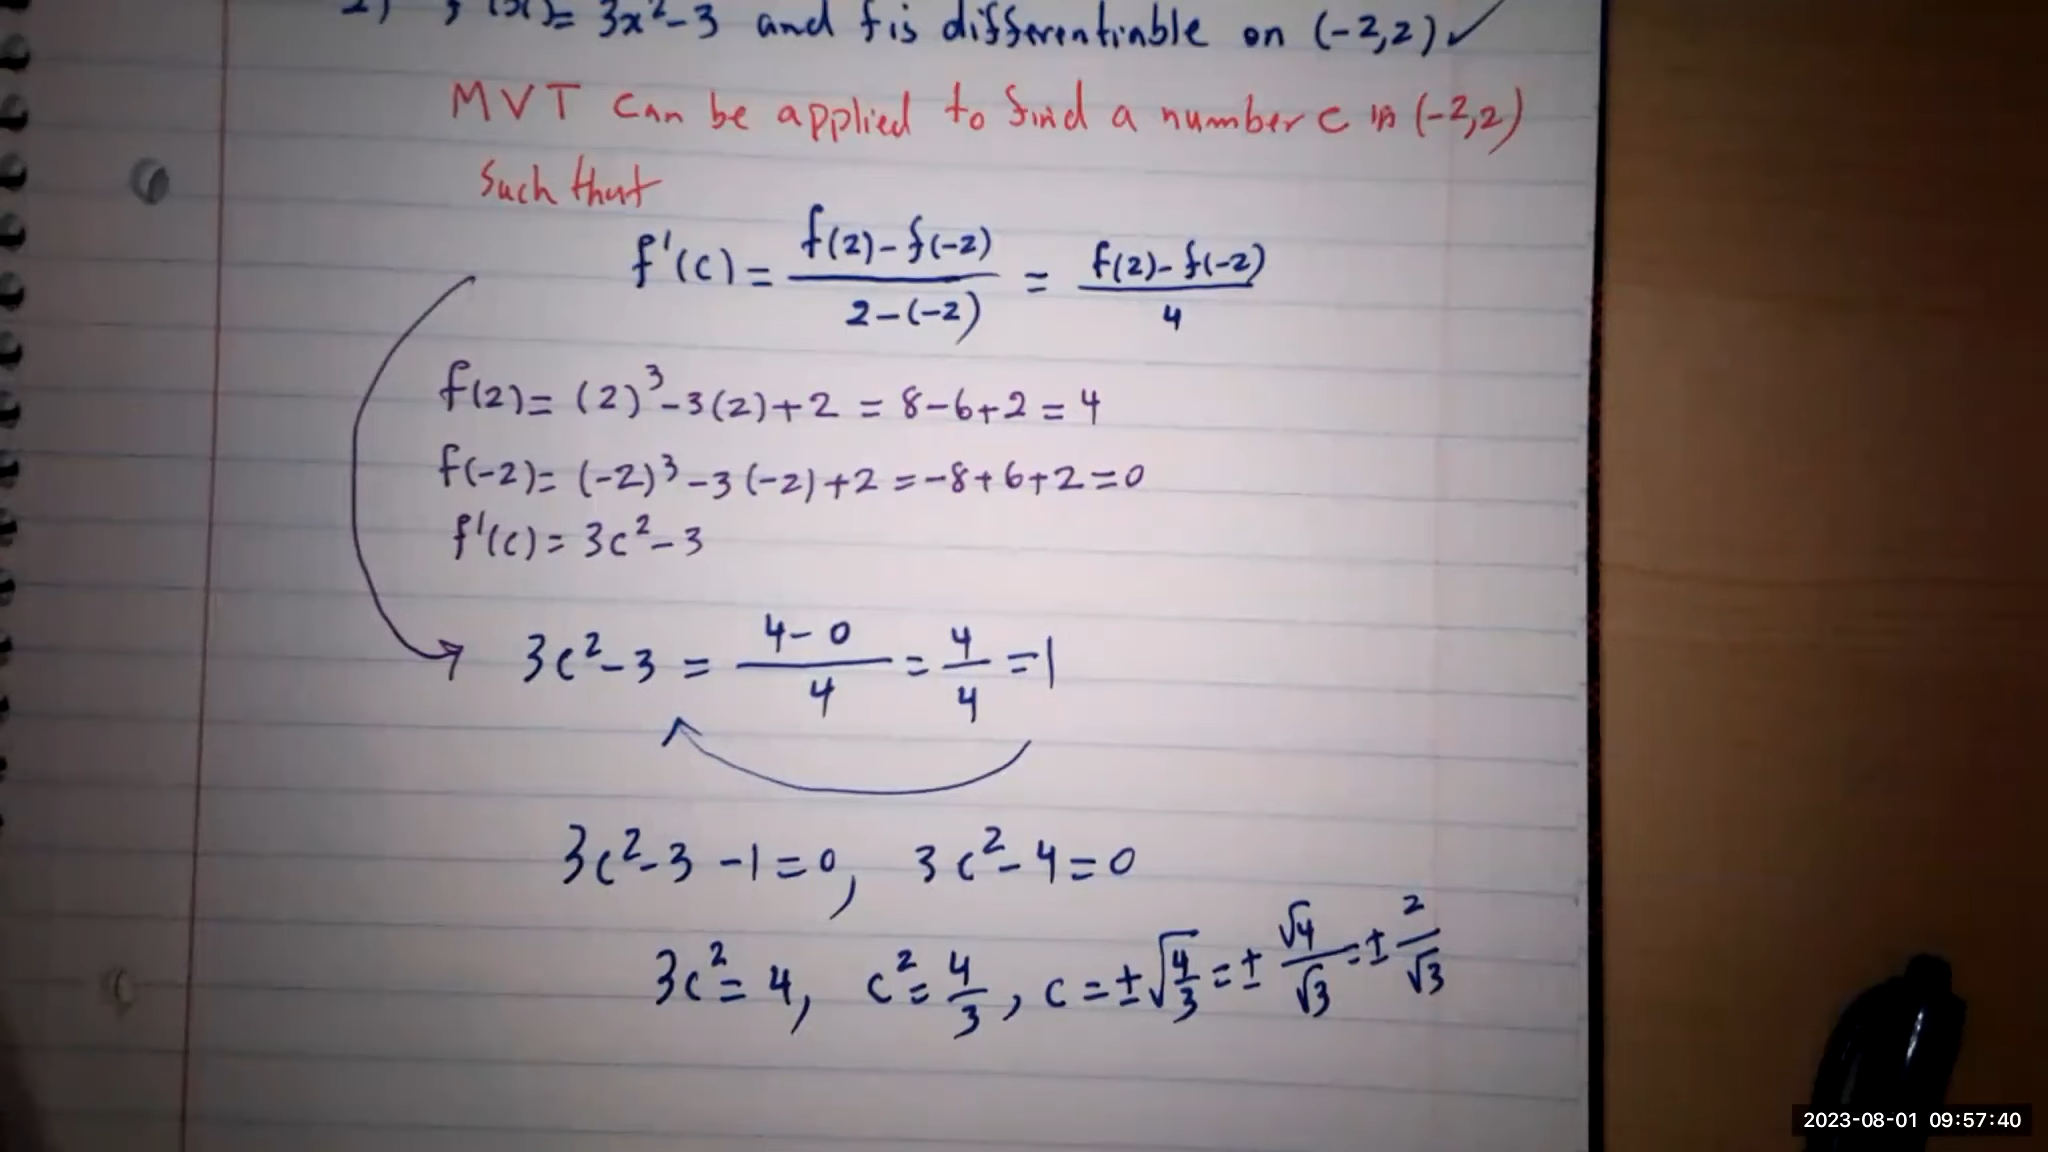 2) f'(x)= 3x²-3 and f is differentiable on (-2,2) ✓
MVT can be applied to find a number c in (-2,2)
such that
f'(c) = (f(2)-f(-2))/(2-(-2)) = (f(2)-f(-2))/4
f(2)= (2)³-3(2)+2 = 8-6+2 = 4
f(-2)= (-2)³-3(-2)+2 = -8+6+2=0
f'(c)= 3c²-3
3c²-3 = (4-0)/4 = 4/4 = 1
3c²-3-1=0, 3c²-4=0
3c²=4, c²=4/3, c=±√(4/3)=±√4/√3=±2/√3
2023-08-01 09:57:40